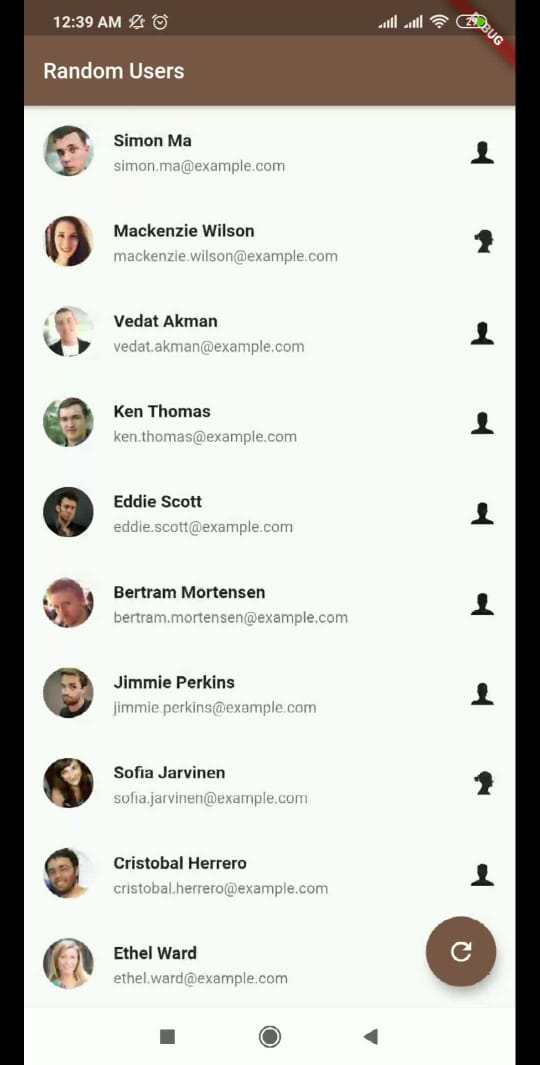 12:39 AM
29
DEBUG
Random Users
Simon Ma
simon.ma@example.com
Mackenzie Wilson
mackenzie.wilson@example.com
Vedat Akman
vedat.akman@example.com
Ken Thomas
ken.thomas@example.com
Eddie Scott
eddie.scott@example.com
Bertram Mortensen
bertram.mortensen@example.com
Jimmie Perkins
jimmie.perkins@example.com
Sofia Jarvinen
sofia.jarvinen@example.com
Cristobal Herrero
cristobal.herrero@example.com
Ethel Ward
ethel.ward@example.com